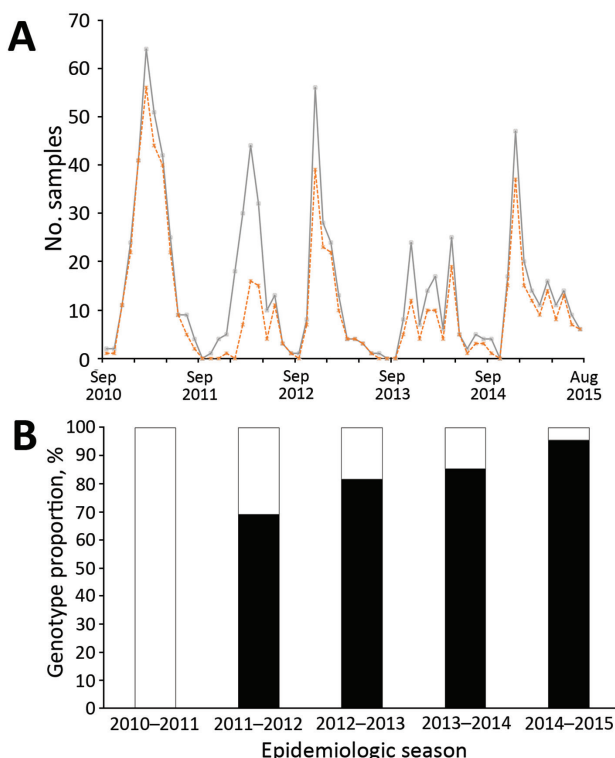 A
70
60
50
40
30
20
10
0
No. samples
Sep
2010
Sep
2011
Sep
2012
Sep
2013
Sep
2014
Aug
2015
B
100
90
80
70
60
50
40
30
20
10
0
Genotype proportion, %
2010–2011
2011–2012
2012–2013
2013–2014
2014–2015
Epidemiologic season